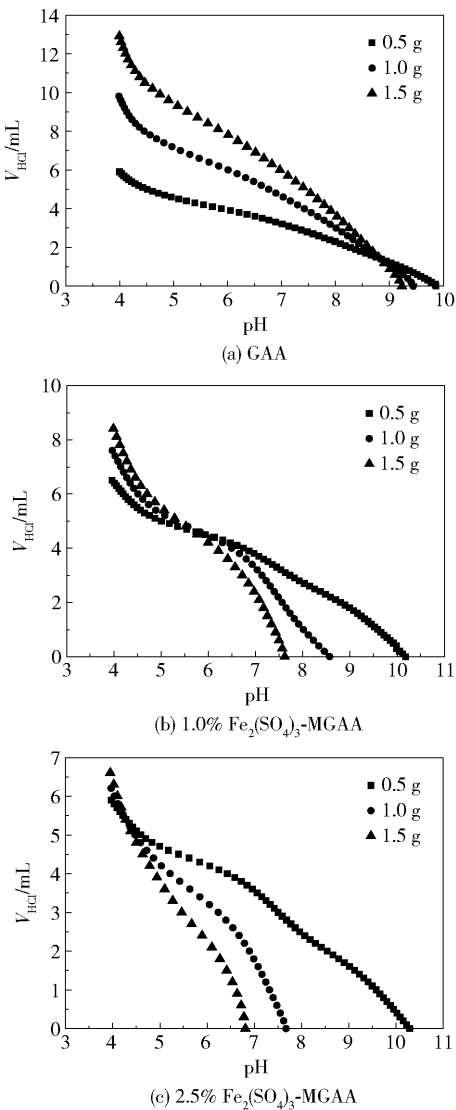 14
12
10
8
6
4
2
0
V_HCl/mL
0.5 g
1.0 g
1.5 g
3 4 5 6 7 8 9 10
pH
(a) GAA
10
8
6
4
2
0
V_HCl/mL
0.5 g
1.0 g
1.5 g
3 4 5 6 7 8 9 10 11
pH
(b) 1.0% Fe₂(SO₄)₃-MGAA
7
6
5
4
3
2
1
0
V_HCl/mL
0.5 g
1.0 g
1.5 g
3 4 5 6 7 8 9 10 11
pH
(c) 2.5% Fe₂(SO₄)₃-MGAA